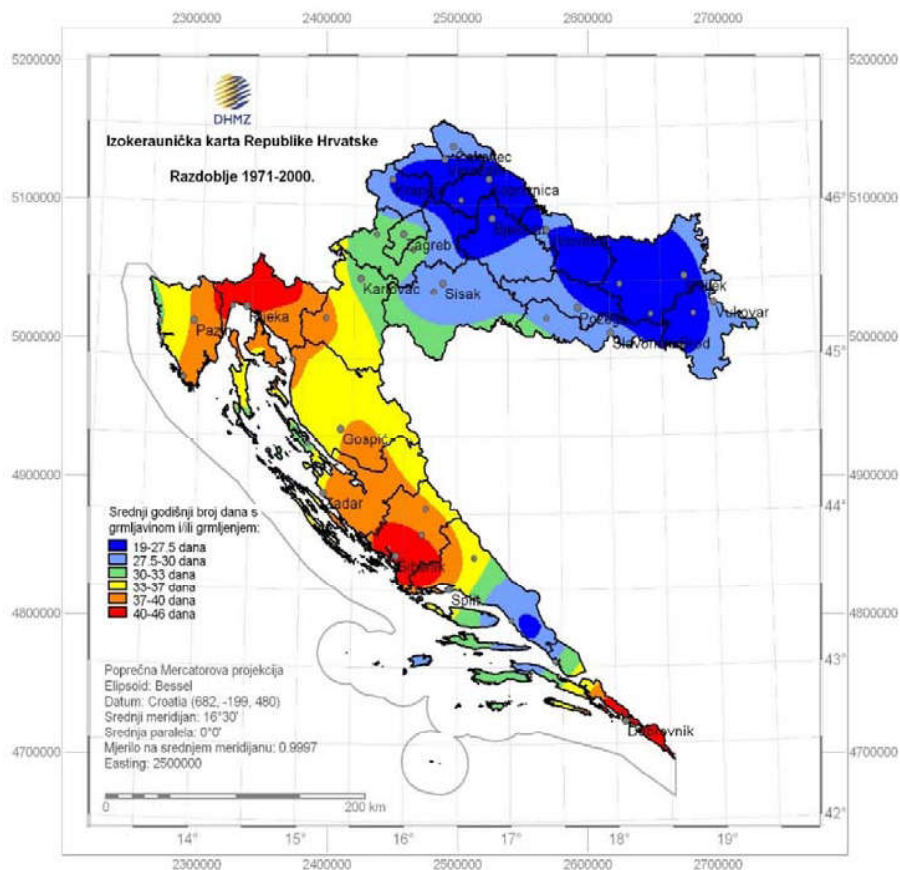 2300000 2400000 2500000 2600000 2700000
5200000 5200000
DHMZ
Izokeraunička karta Republike Hrvatske
Razdoblje 1971-2000.
Čakovec
Koprivnica
5100000 46° 5100000
Bjelovar
Zagreb
Karlovac
Sisak
Vukovar
Rijeka
Pazin
Požega
5000000 45° 5000000
Gospić
4900000 4900000
Zadar
44°
Srednji godišnji broj dana s
grmljavinom i/ili grmljenjem:
19-27.5 dana
27.5-30 dana
30-33 dana
33-37 dana
37-40 dana
40-46 dana
Šibenik
Split
4800000 4800000
43°
Poprečna Mercatorova projekcija
Elipsoid: Bessel
Datum: Croatia (682, -199, 480)
Srednji meridijan: 16°30'
Srednja paralela: 0°0'
Mjerilo na srednjem meridijanu: 0.9997
Easting: 2500000
Dubrovnik
4700000 4700000
0 200 km
42°
14° 15° 16° 17° 18° 19°
2300000 2400000 2500000 2600000 2700000